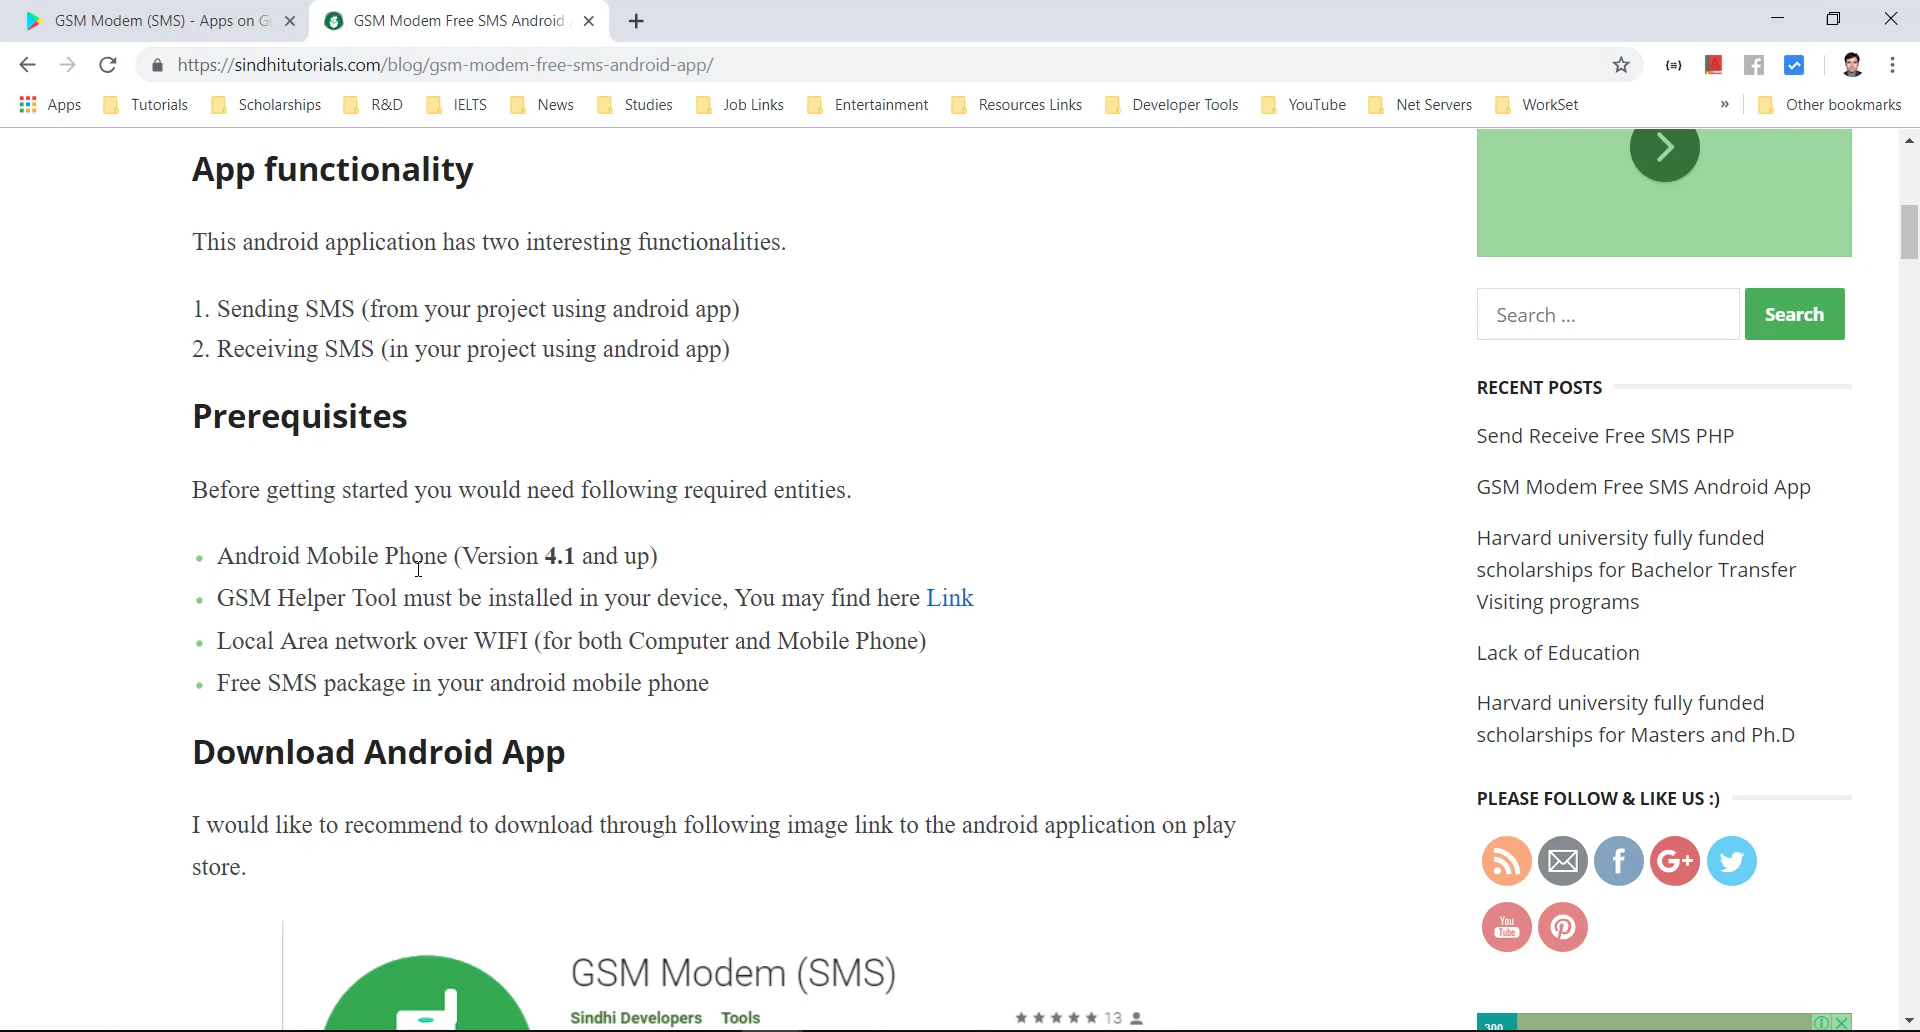 GSM Modem (SMS) - Apps on Go
GSM Modem Free SMS Android A
https://sindhitutorials.com/blog/gsm-modem-free-sms-android-app/
Apps
Tutorials
Scholarships
R&D
IELTS
News
Studies
Job Links
Entertainment
Resources Links
Developer Tools
YouTube
Net Servers
WorkSet
»
Other bookmarks
App functionality
This android application has two interesting functionalities.
1. Sending SMS (from your project using android app)
2. Receiving SMS (in your project using android app)
Prerequisites
Before getting started you would need following required entities.
• Android Mobile Phone (Version 4.1 and up)
• GSM Helper Tool must be installed in your device, You may find here Link
• Local Area network over WIFI (for both Computer and Mobile Phone)
• Free SMS package in your android mobile phone
Download Android App
I would like to recommend to download through following image link to the android application on play
store.
GSM Modem (SMS)
Sindhi Developers Tools
★★★★★ 13
Search ...
Search
RECENT POSTS
Send Receive Free SMS PHP
GSM Modem Free SMS Android App
Harvard university fully funded
scholarships for Bachelor Transfer
Visiting programs
Lack of Education
Harvard university fully funded
scholarships for Masters and Ph.D
PLEASE FOLLOW & LIKE US :)
f
G+
You
Tube
300